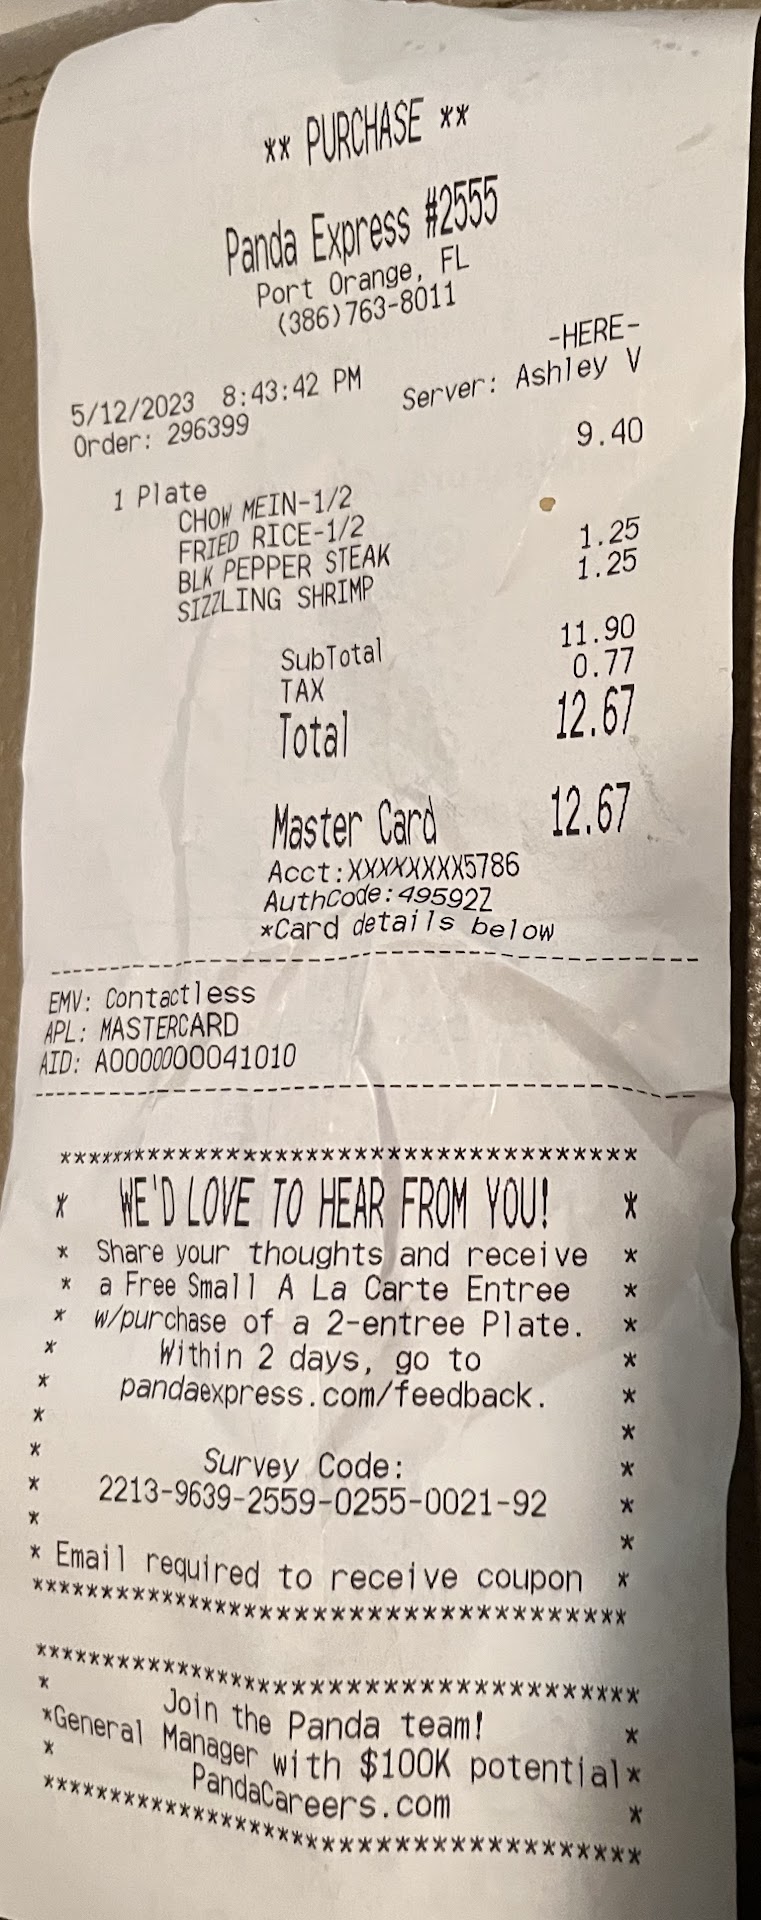 ** PURCHASE **
Panda Express #2555
Port Orange, FL
(386)763-8011
-HERE-
5/12/2023 8:43:42 PM Server: Ashley V
Order: 296399
1 Plate 9.40
CHOW MEIN-1/2
FRIED RICE-1/2
BLK PEPPER STEAK 1.25
SIZZLING SHRIMP 1.25
SubTotal 11.90
TAX 0.77
Total 12.67
Master Card 12.67
Acct:XXXXXXXX5786
AuthCode:49592Z
*Card details below
--------------------------------------
EMV: Contactless
APL: MASTERCARD
AID: A0000000041010
--------------------------------------
**************************************
* WE'D LOVE TO HEAR FROM YOU! *
* Share your thoughts and receive *
* a Free Small A La Carte Entree *
* w/purchase of a 2-entree Plate. *
* Within 2 days, go to *
* pandaexpress.com/feedback. *
* *
* Survey Code: *
* 2213-9639-2559-0255-0021-92 *
* *
* Email required to receive coupon *
**************************************
**************************************
* Join the Panda team! *
*General Manager with $100K potential*
* PandaCareers.com *
**************************************